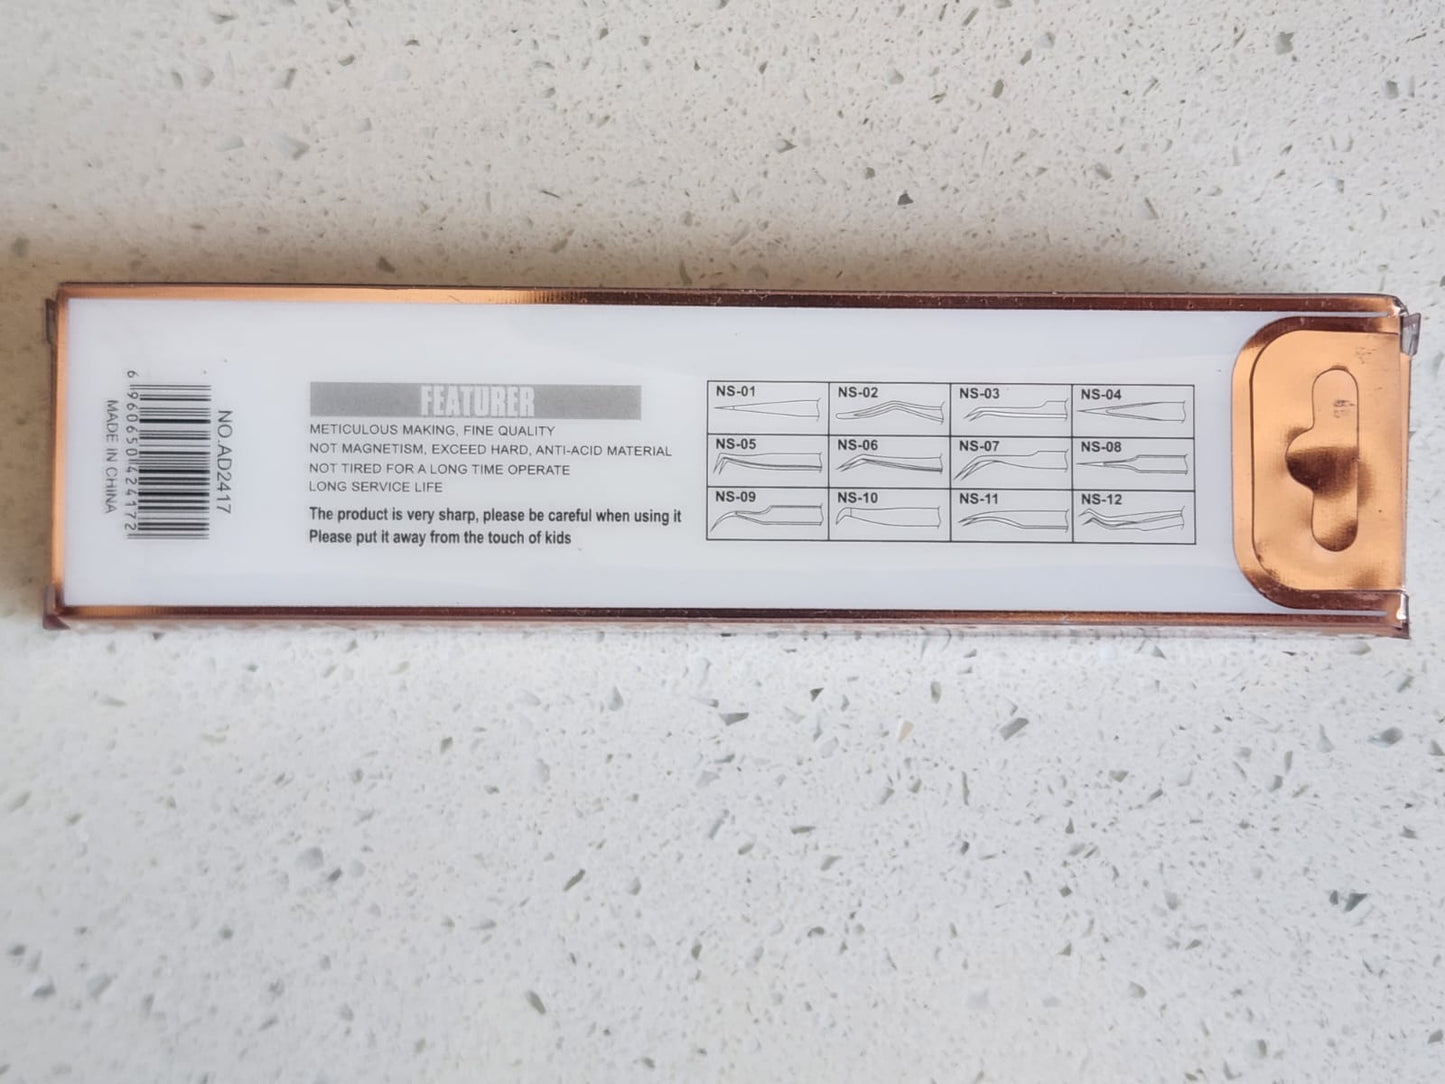 6 960650 424172
MADE IN CHINA
NO.AD2417
FEATURER
METICULOUS MAKING, FINE QUALITY
NOT MAGNETISM, EXCEED HARD, ANTI-ACID MATERIAL
NOT TIRED FOR A LONG TIME OPERATE
LONG SERVICE LIFE
The product is very sharp, please be careful when using it
Please put it away from the touch of kids
NS-01 NS-02 NS-03 NS-04
NS-05 NS-06 NS-07 NS-08
NS-09 NS-10 NS-11 NS-12